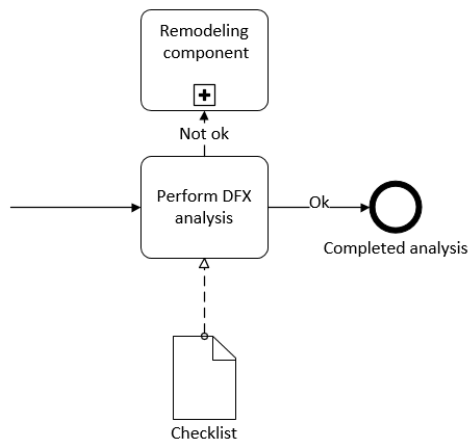 Remodeling
component
Not ok
Perform DFX
analysis
Ok
Completed analysis
Checklist